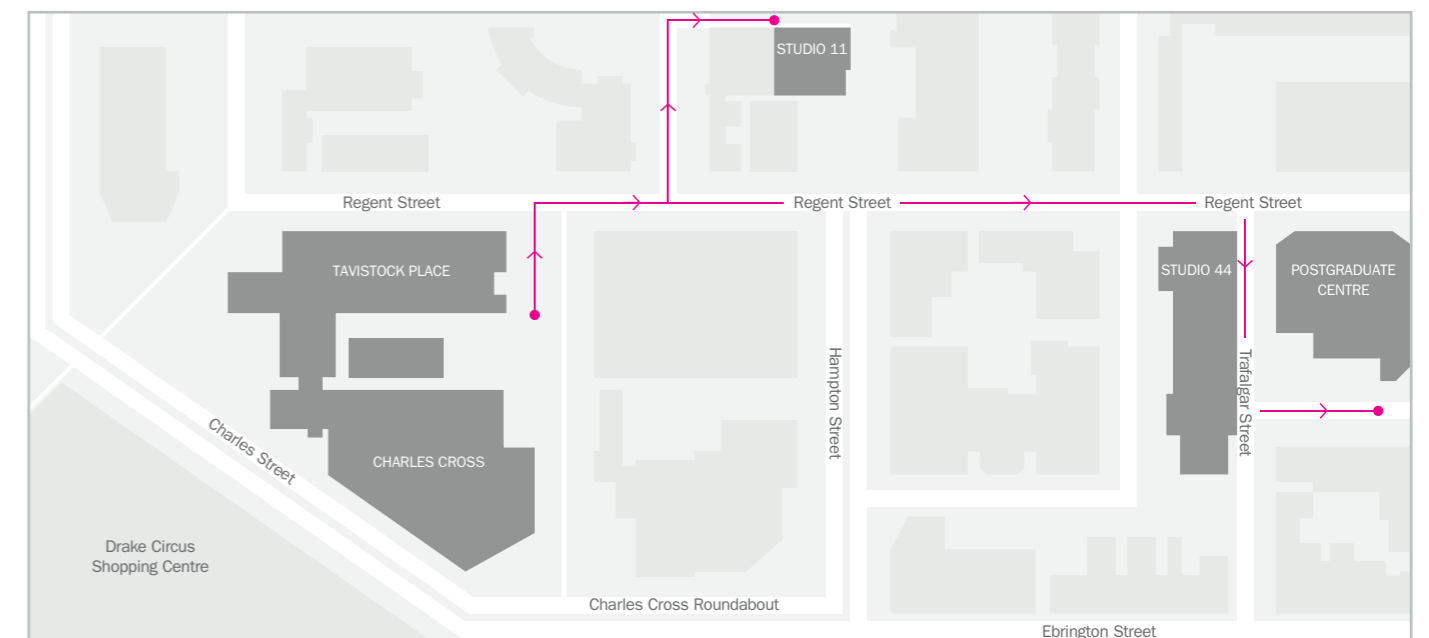 STUDIO 11
Regent Street
Regent Street
Regent Street
TAVISTOCK PLACE
STUDIO 44
POSTGRADUATE
CENTRE
Hampton Street
Trafalgar Street
Charles Street
CHARLES CROSS
Drake Circus
Shopping Centre
Charles Cross Roundabout
Ebrington Street